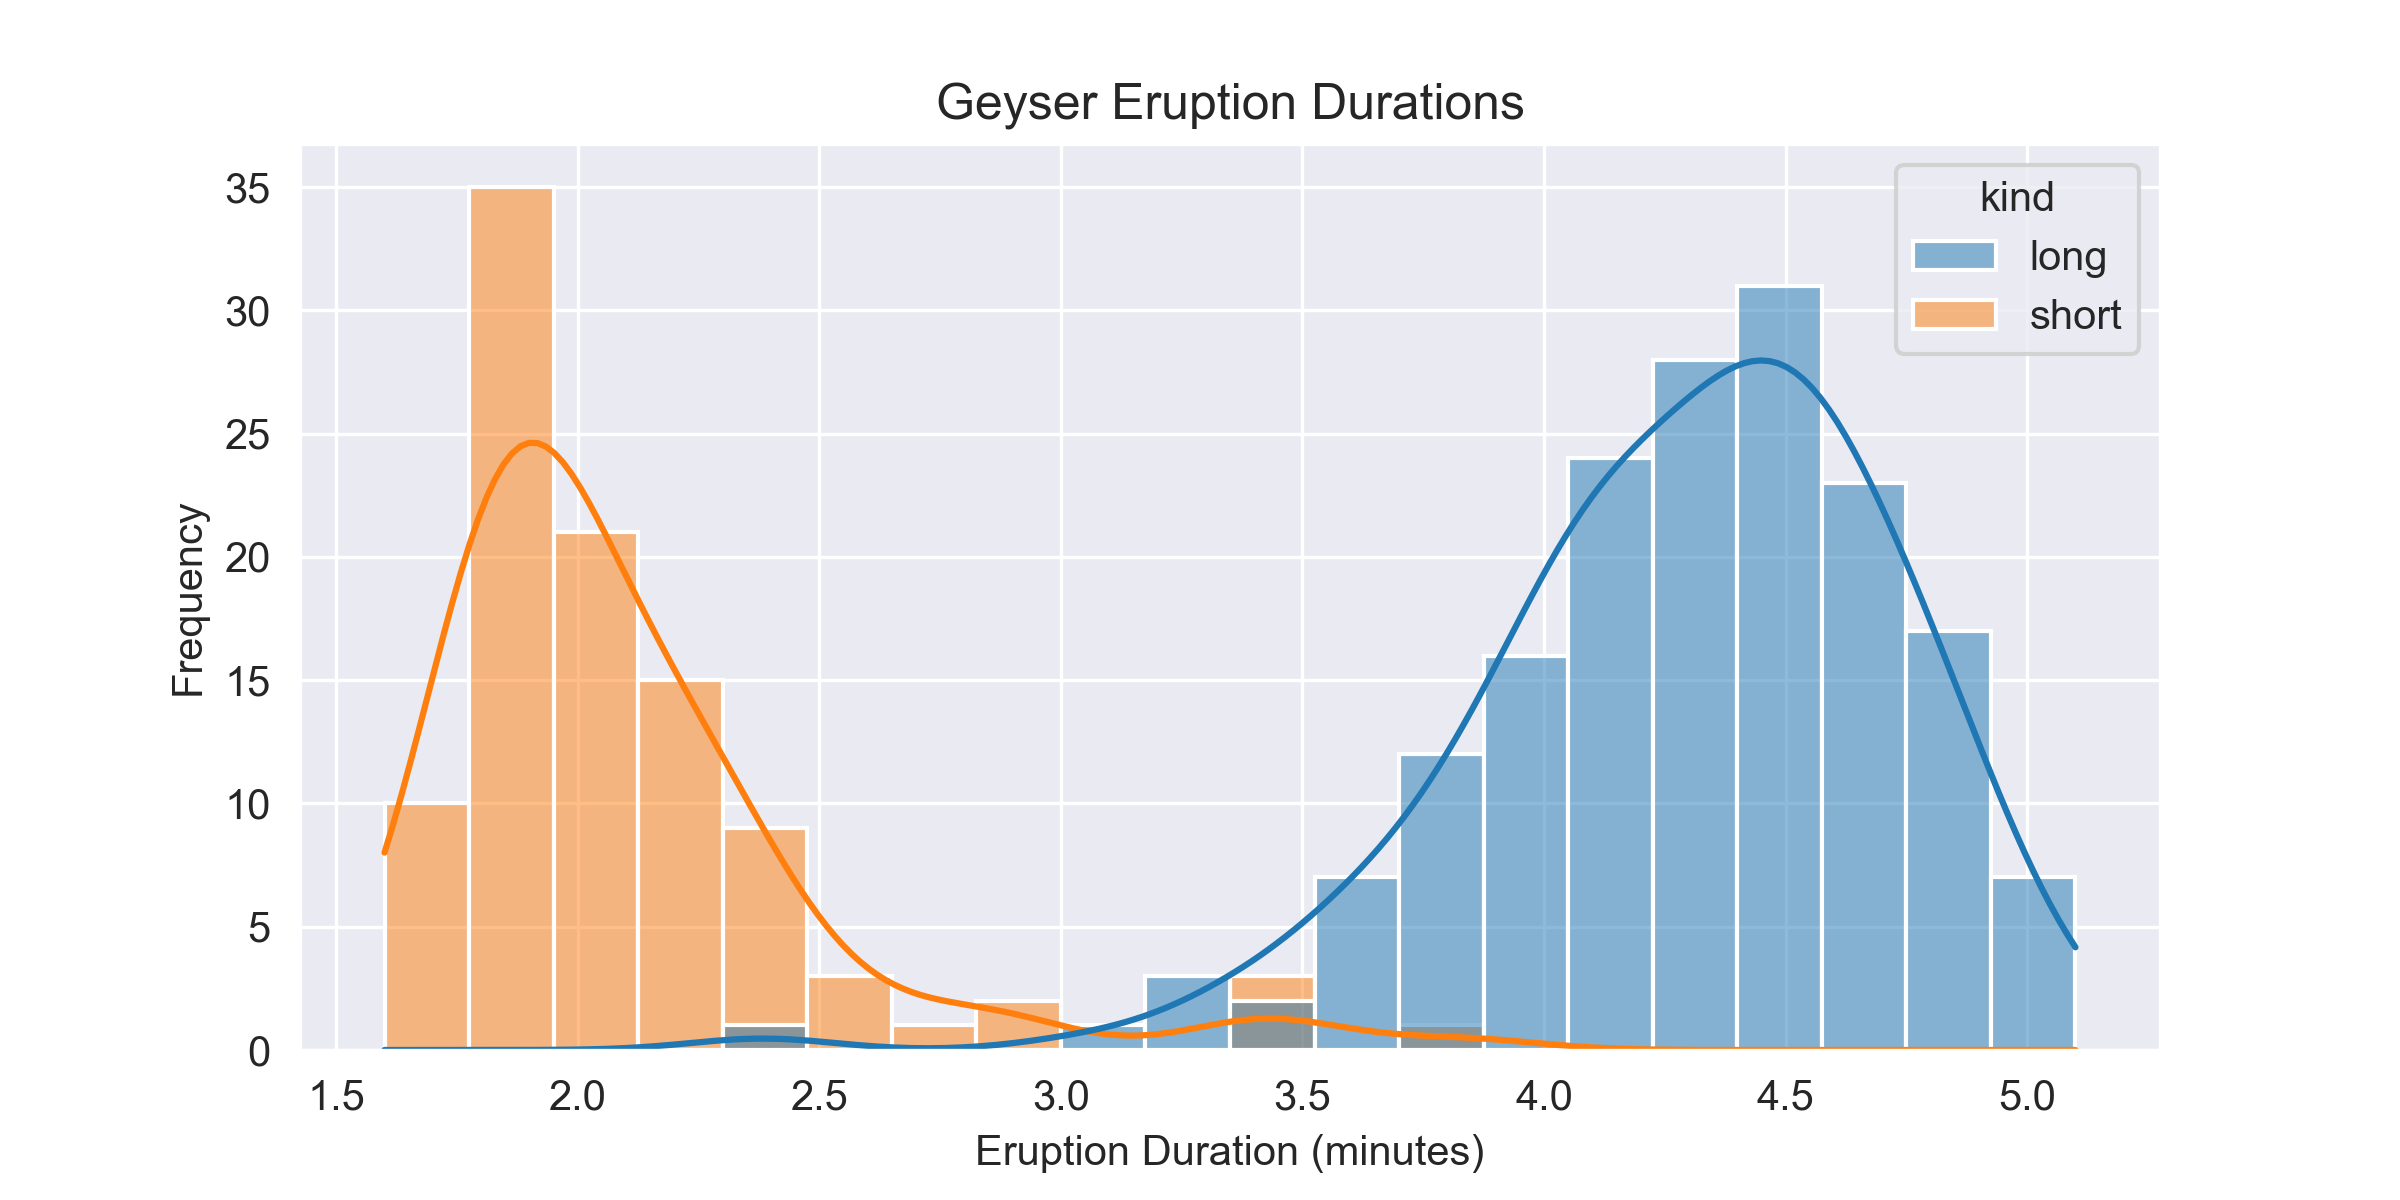 Geyser Eruption Durations
kind
long
short
Frequency
35
30
25
20
15
10
5
0
1.5 2.0 2.5 3.0 3.5 4.0 4.5 5.0
Eruption Duration (minutes)